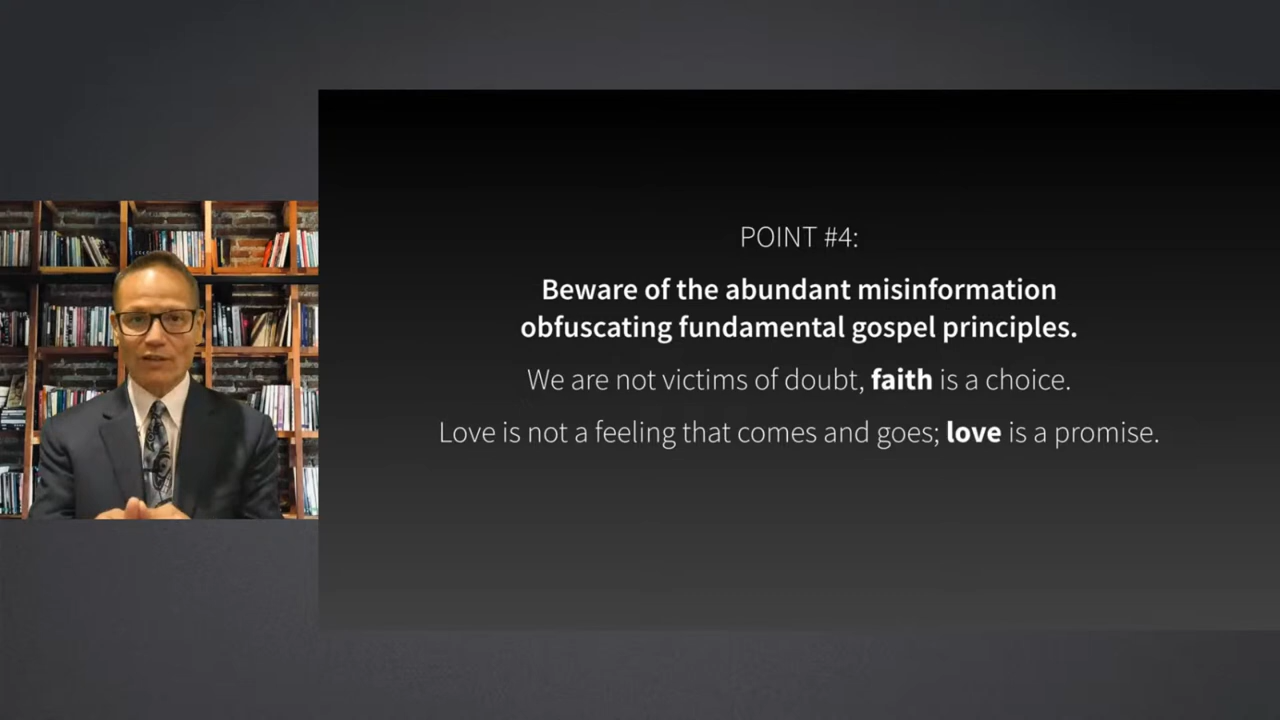 POINT #4:
Beware of the abundant misinformation
obfuscating fundamental gospel principles.
We are not victims of doubt, faith is a choice.
Love is not a feeling that comes and goes; love is a promise.